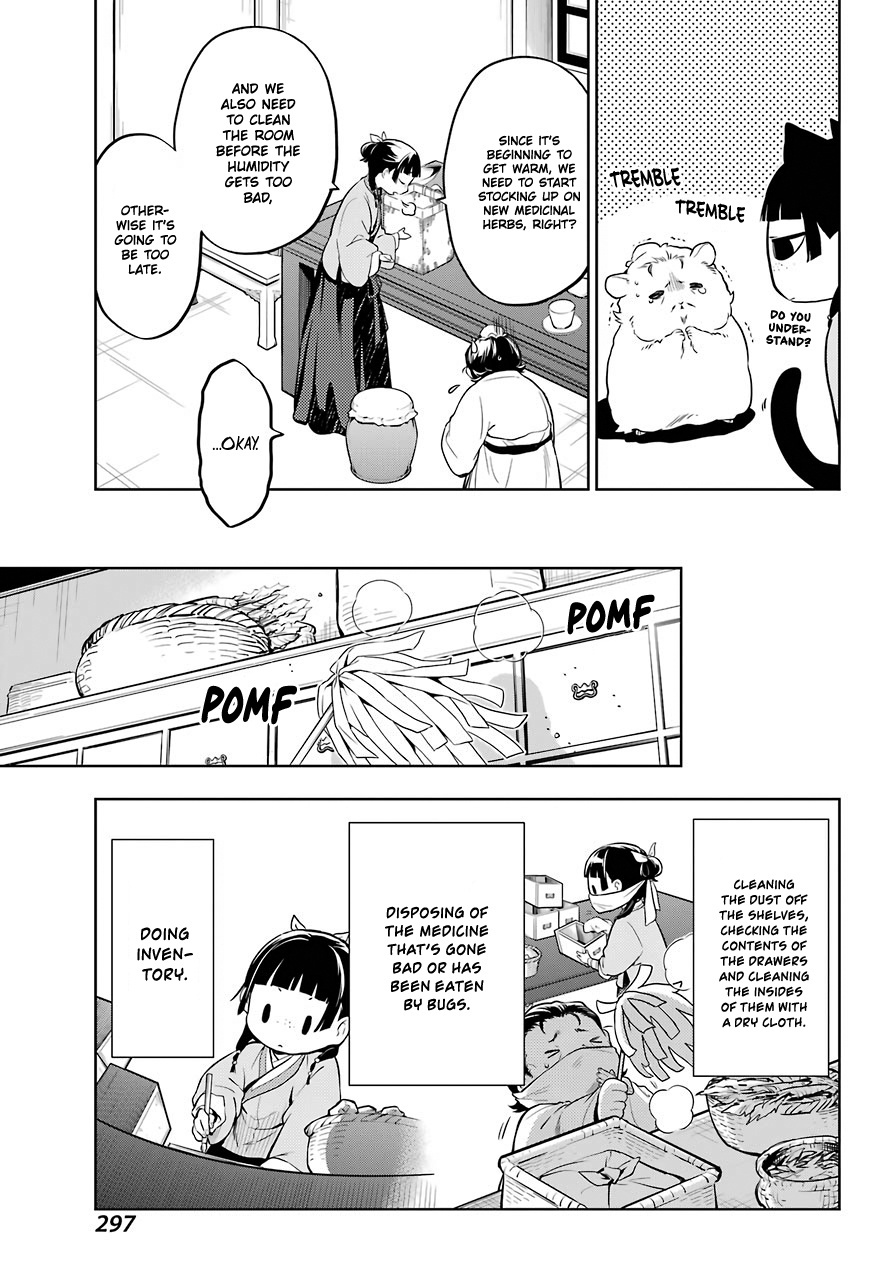 TREMBLE
TREMBLE
DO YOU
UNDER-
STAND?
SINCE IT'S
BEGINNING TO
GET WARM, WE
NEED TO START
STOCKING UP ON
NEW MEDICINAL
HERBS, RIGHT?
AND WE
ALSO NEED
TO CLEAN
THE ROOM
BEFORE THE
HUMIDITY
GETS TOO
BAD,
OTHER-
WISE IT'S
GOING TO
BE TOO
LATE.
...OKAY.
POMF
POMF
CLEANING
THE DUST OFF
THE SHELVES,
CHECKING THE
CONTENTS OF
THE DRAWERS
AND CLEANING
THE INSIDES
OF THEM WITH
A DRY CLOTH.
DISPOSING OF
THE MEDICINE
THAT'S GONE
BAD OR HAS
BEEN EATEN
BY BUGS.
DOING
INVEN-
TORY.
297